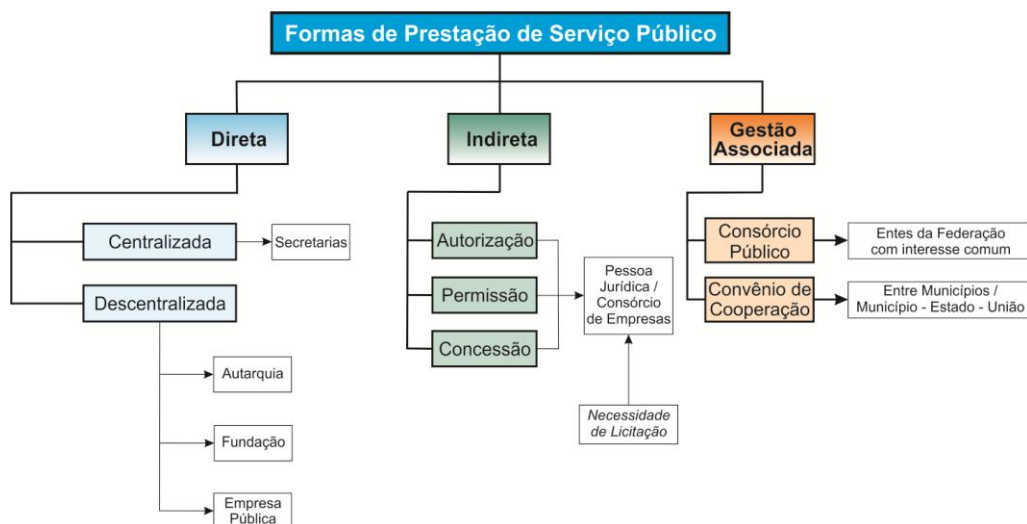 Formas de Prestação de Serviço Público
Direta
Indireta
Gestão
Associada
Centralizada
Secretarias
Descentralizada
Autarquia
Fundação
Empresa
Pública
Autorização
Permissão
Concessão
Pessoa
Jurídica /
Consórcio
de Empresas
Necessidade
de Licitação
Consórcio
Público
Entes da Federação
com interesse comum
Convênio de
Cooperação
Entre Municípios /
Município - Estado - União